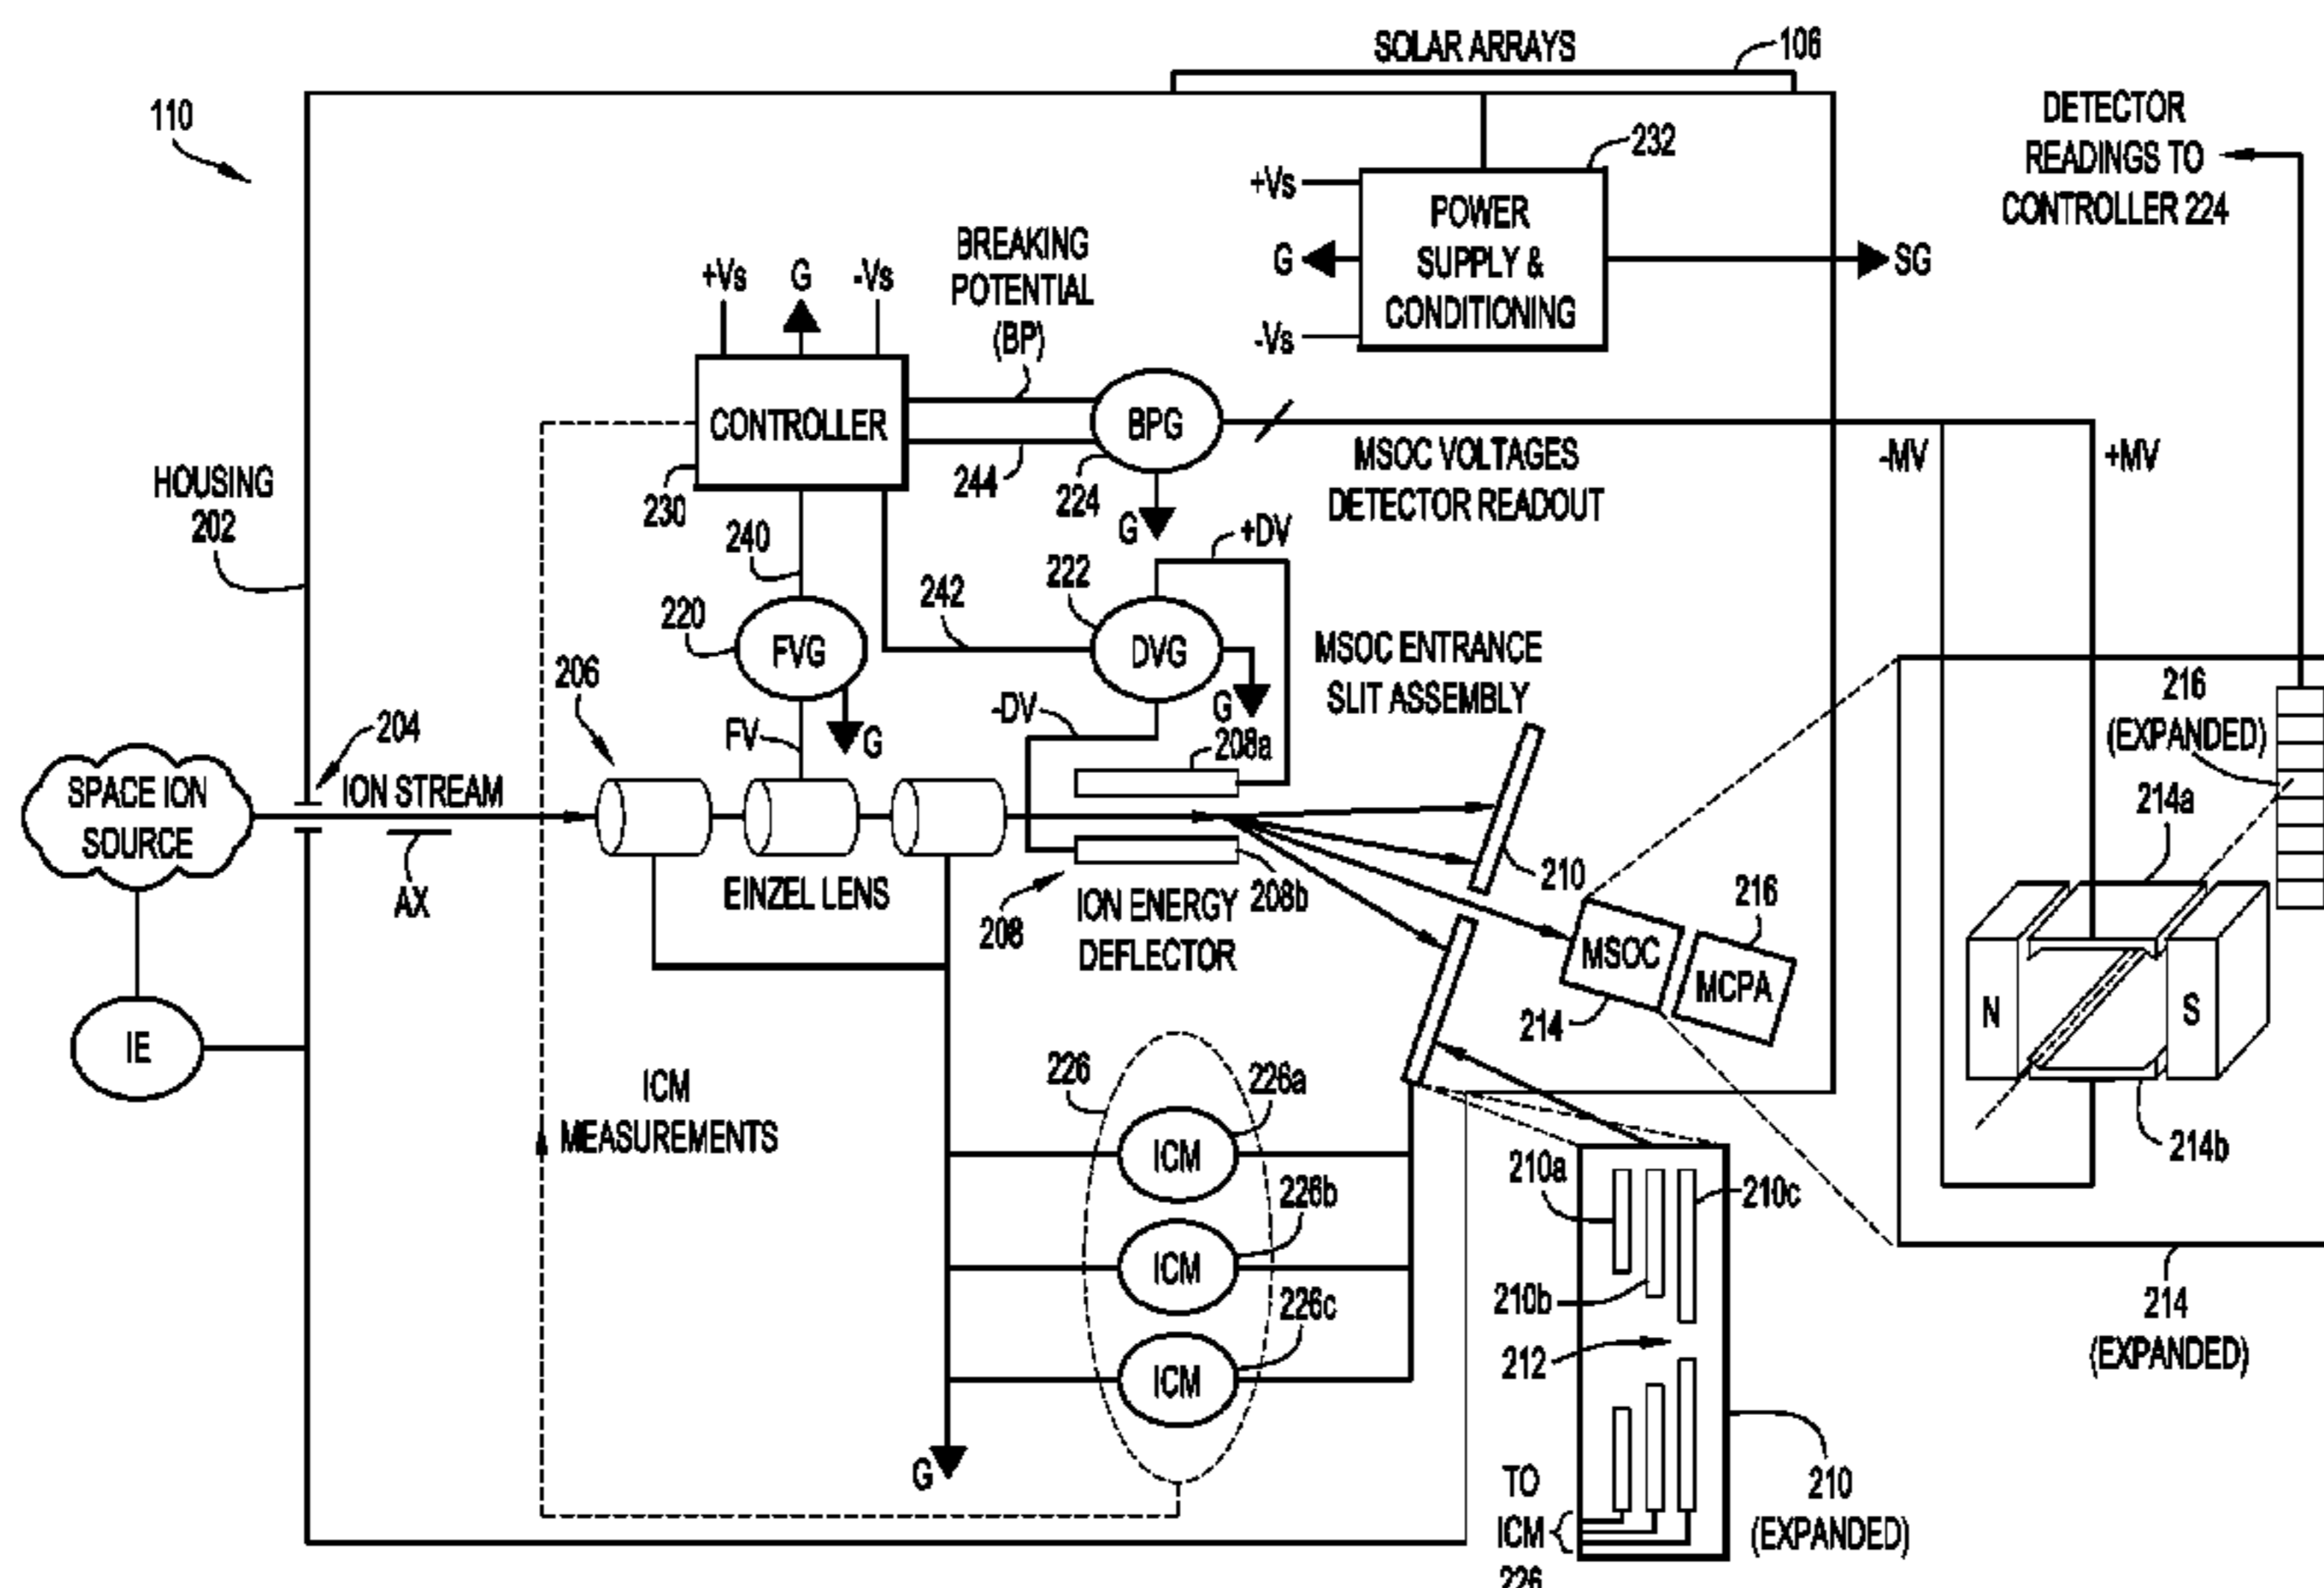 SOLAR ARRAYS
106
110
DETECTOR
READINGS TO
CONTROLLER 224
232
+Vs
G
-Vs
POWER
SUPPLY &
CONDITIONING
SG
BREAKING
POTENTIAL
(BP)
+Vs
G
-Vs
CONTROLLER
230
244
BPG
224
G
MSOC VOLTAGES
DETECTOR READOUT
-MV
+MV
HOUSING
202
240
220
FVG
FV
G
242
222
DVG
+DV
G
-DV
MSOC ENTRANCE
SLIT ASSEMBLY
216
(EXPANDED)
206
204
ION STREAM
SPACE ION
SOURCE
AX
EINZEL LENS
208a
208b
208
ION ENERGY
DEFLECTOR
210
MSOC
214
216
MCPA
214a
N
S
214b
IE
ICM
MEASUREMENTS
226
226a
ICM
226b
ICM
226c
ICM
G
210a
210c
210b
212
214
(EXPANDED)
TO
ICM
226
210
(EXPANDED)